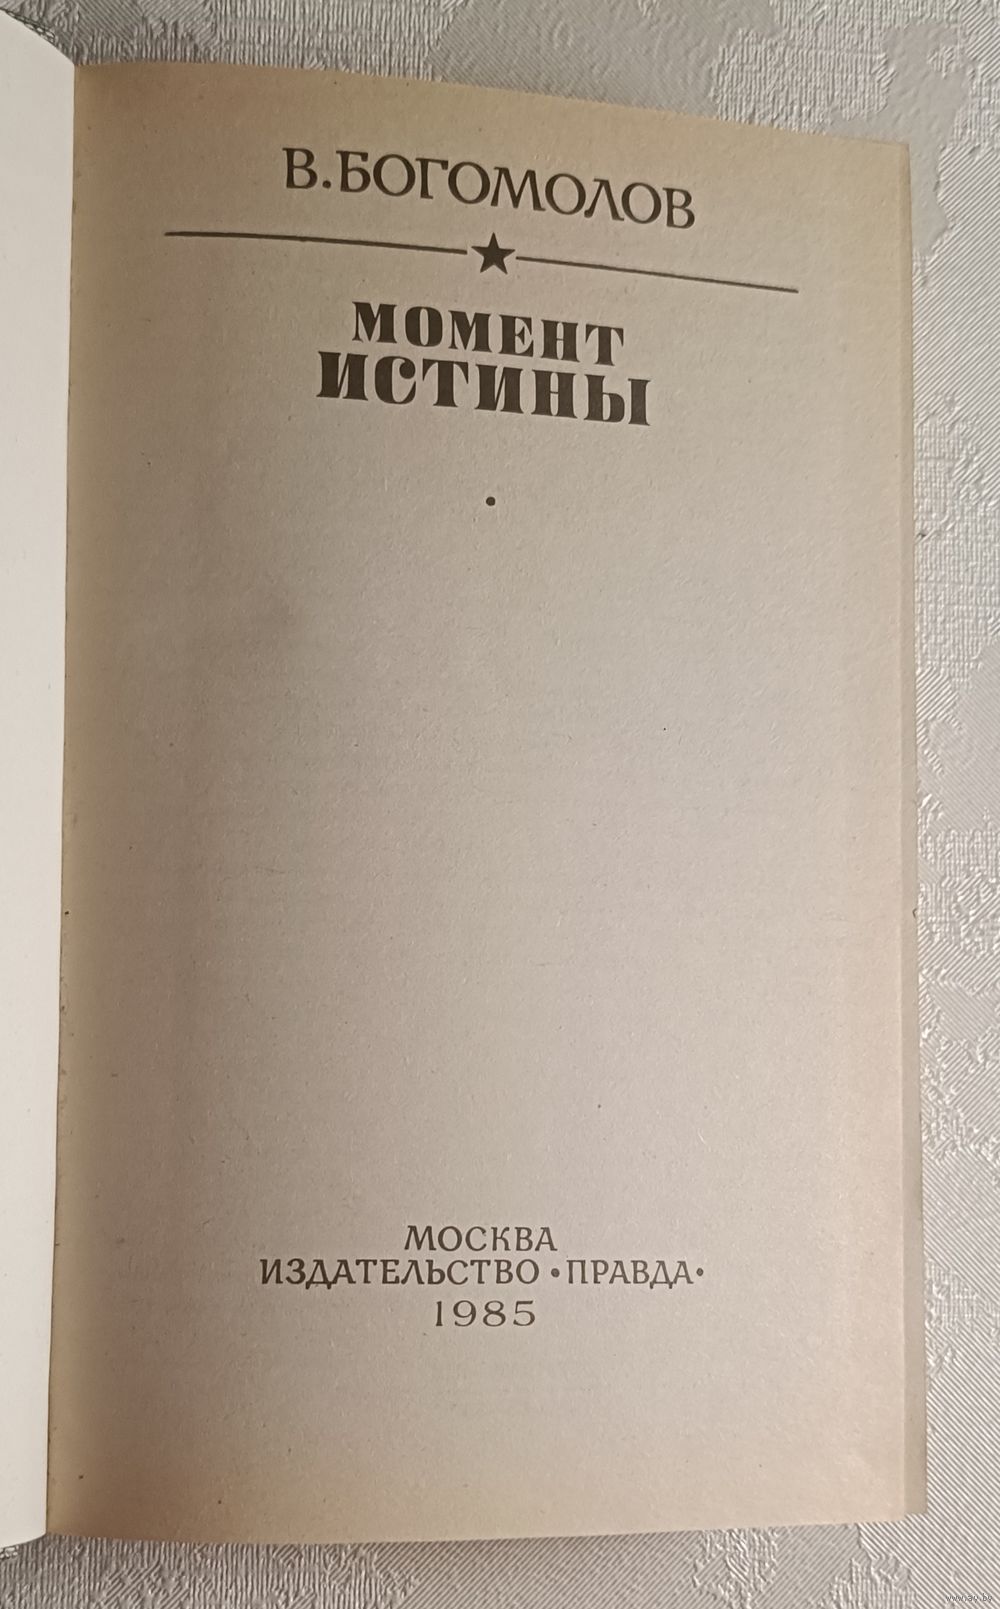 В.БОГОМОЛОВ
МОМЕНТ
ИСТИНЫ
МОСКВА
ИЗДАТЕЛЬСТВО •ПРАВДА•
1985